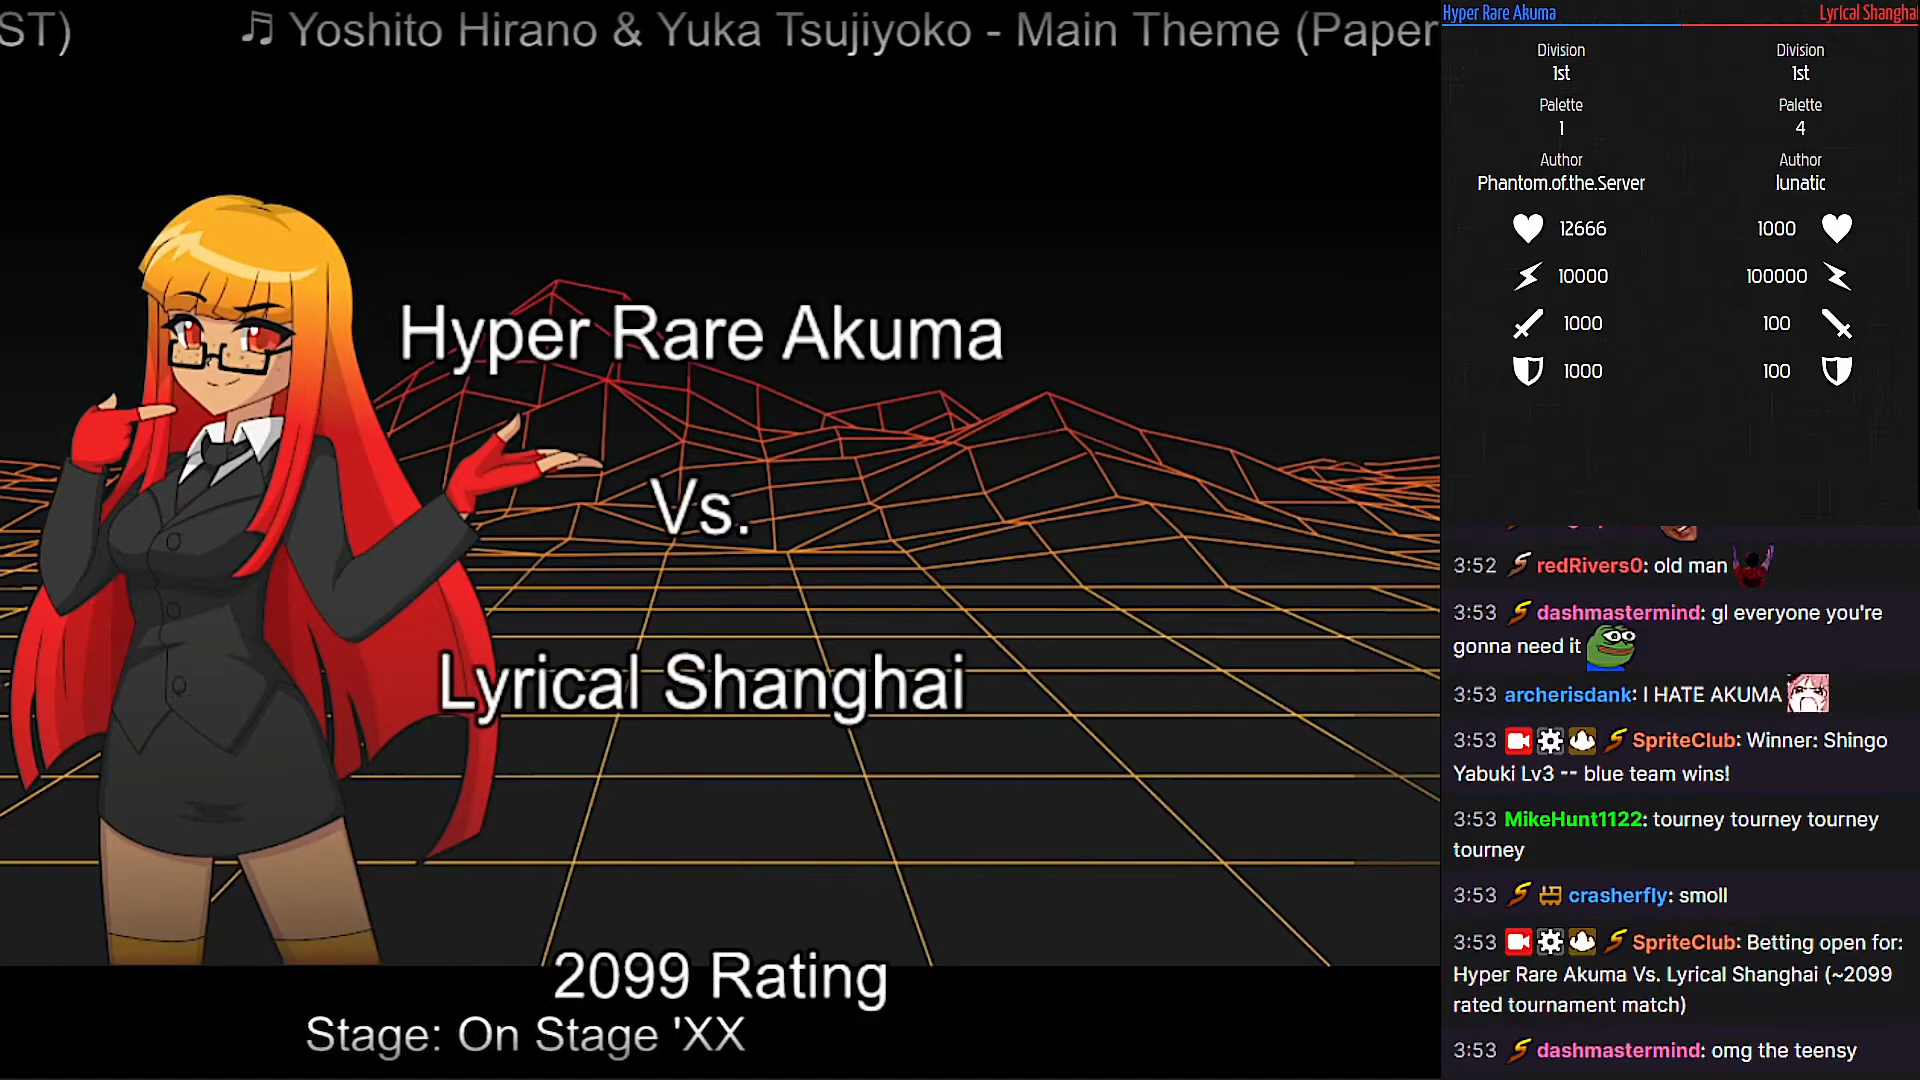 ST)
♫ Yoshito Hirano & Yuka Tsujiyoko - Main Theme (Paper
Hyper Rare Akuma
Vs.
Lyrical Shanghai
2099 Rating
Stage: On Stage 'XX
Hyper Rare Akuma
Lyrical Shanghai
Division
Division
1st
1st
Palette
Palette
1
4
Author
Author
Phantom.of.the.Server
lunatic
12666
1000
10000
100000
1000
100
1000
100
3:52 redRivers0: old man
3:53 dashmastermind: gl everyone you're
gonna need it
3:53 archerisdank: I HATE AKUMA
3:53 SpriteClub: Winner: Shingo
Yabuki Lv3 -- blue team wins!
3:53 MikeHunt1122: tourney tourney tourney
tourney
3:53 crasherfly: smoll
3:53 SpriteClub: Betting open for:
Hyper Rare Akuma Vs. Lyrical Shanghai (~2099
rated tournament match)
3:53 dashmastermind: omg the teensy